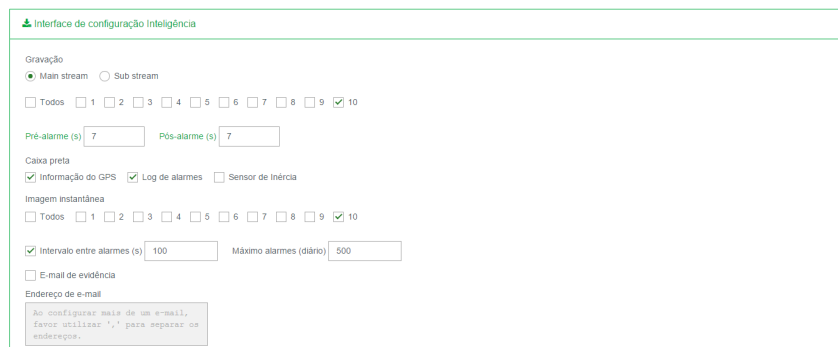 Interface de configuração Inteligência
Gravação
Main stream Sub stream
Todos 1 2 3 4 5 6 7 8 9 10
Pré-alarme (s) 7 Pós-alarme (s) 7
Caixa preta
Informação do GPS Log de alarmes Sensor de Inércia
Imagem instantânea
Todos 1 2 3 4 5 6 7 8 9 10
Intervalo entre alarmes (s) 100 Máximo alarmes (diário) 500
E-mail de evidência
Endereço de e-mail
Ao configurar mais de um e-mail,
favor utilizar ',' para separar os
endereços.